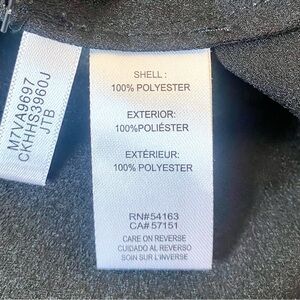 M7VA9697
CKHHS3960J
JTB
SHELL :
100% POLYESTER
EXTERIOR:
100%POLIÉSTER
EXTÉRIEUR:
100% POLYESTER
RN#54163
CA#57151
CARE ON REVERSE
CUIDADO AL REVERSO
SOIN SUR L'INVERSE